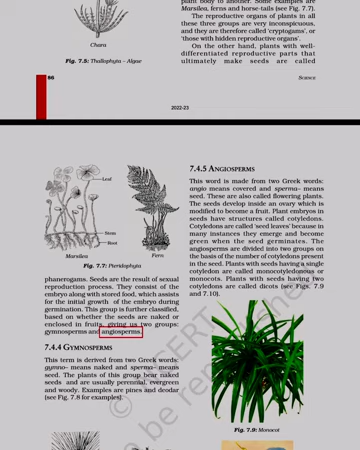 plant body to another. Some examples are
Marsilea, ferns and horse-tails (see Fig. 7.7).
The reproductive organs of plants in all
these three groups are very inconspicuous,
and they are therefore called 'cryptogams', or
'those with hidden reproductive organs'.
On the other hand, plants with well-
differentiated reproductive parts that
ultimately make seeds are called
Chara
Fig. 7.5: Thallophyta – Algae
86
SCIENCE
2022-23
Leaf
Stem
Root
Marsilea
Fern
Fig. 7.7: Pteridophyta
phanerogams. Seeds are the result of sexual
reproduction process. They consist of the
embryo along with stored food, which assists
for the initial growth of the embryo during
germination. This group is further classified,
based on whether the seeds are naked or
enclosed in fruits, giving us two groups:
gymnosperms and angiosperms.
7.4.4 GYMNOSPERMS
This term is derived from two Greek words:
gymno– means naked and sperma– means
seed. The plants of this group bear naked
seeds and are usually perennial, evergreen
and woody. Examples are pines and deodar
(see Fig. 7.8 for examples).
7.4.5 ANGIOSPERMS
This word is made from two Greek words:
angio means covered and sperma– means
seed. These are also called flowering plants.
The seeds develop inside an ovary which is
modified to become a fruit. Plant embryos in
seeds have structures called cotyledons.
Cotyledons are called 'seed leaves' because in
many instances they emerge and become
green when the seed germinates. The
angiosperms are divided into two groups on
the basis of the number of cotyledons present
in the seed. Plants with seeds having a single
cotyledon are called monocotyledonous or
monocots. Plants with seeds having two
cotyledons are called dicots (see Figs. 7.9
and 7.10).
Fig. 7.9: Monocot